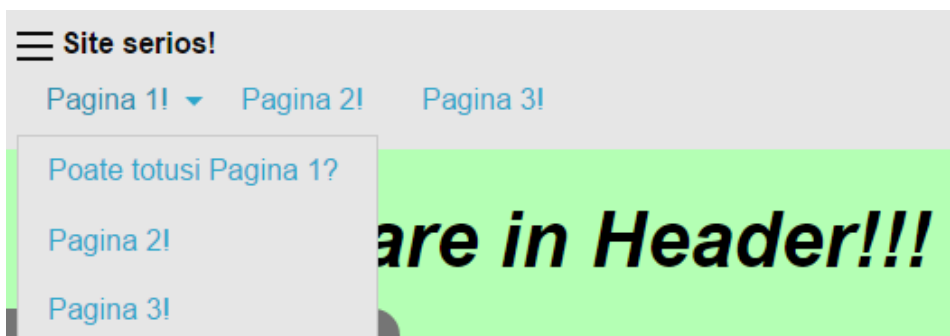 Site serios!
Pagina 1! Pagina 2! Pagina 3!
Poate totusi Pagina 1?
are in Header!!!
Pagina 2!
Pagina 3!